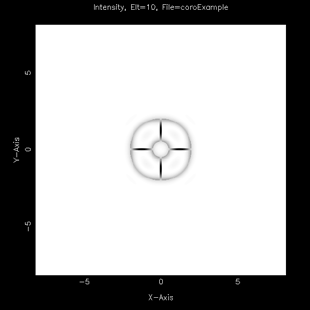 Intensity, Elt=10, File=coroExample
5
0
-5
Y-Axis
-5 0 5
X-Axis